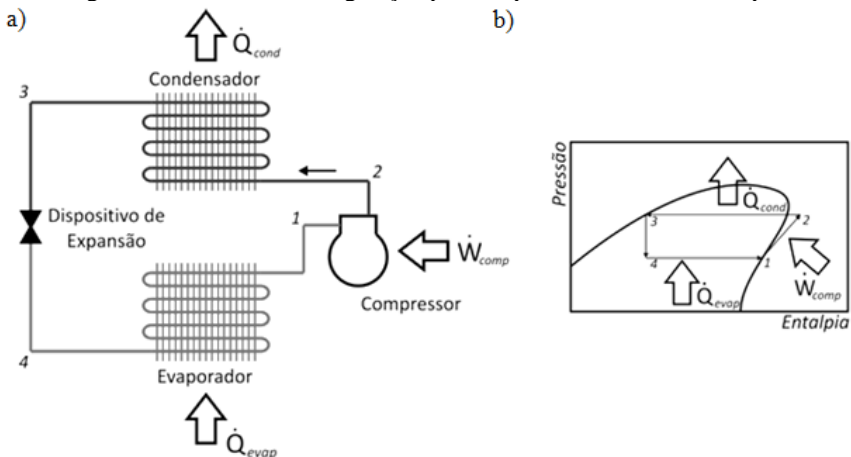 a)
Q̇cond
Condensador
3
2
1
Dispositivo de
Expansão
Ẇcomp
Compressor
4
Evaporador
Q̇evap
b)
Pressão
Q̇cond
3
2
4
1
Q̇evap
Ẇcomp
Entalpia